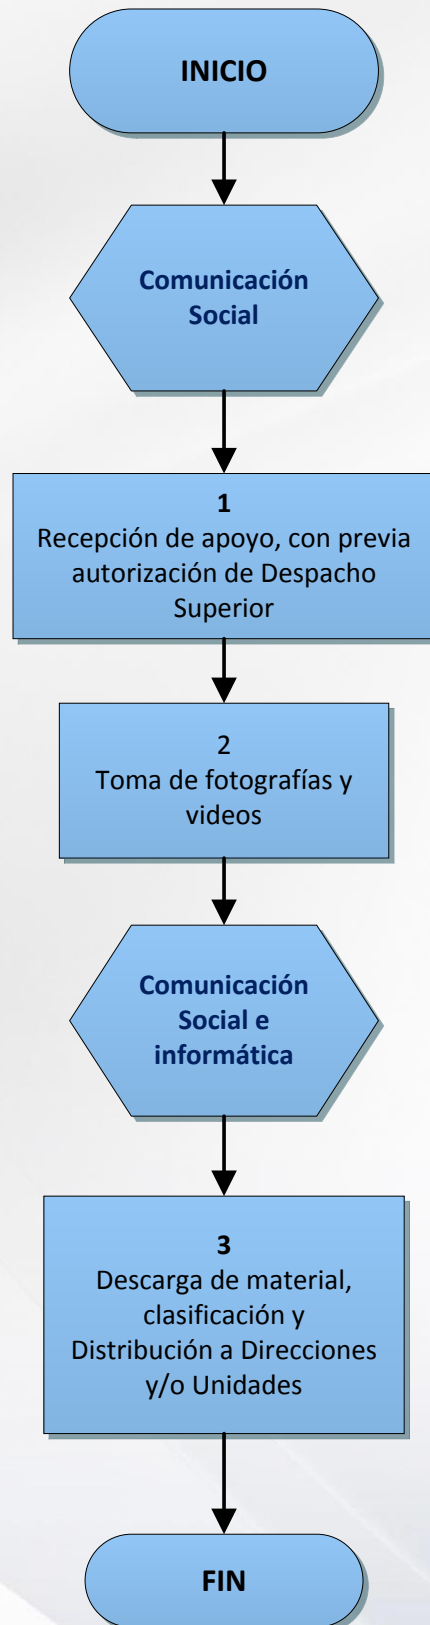 INICIO
Comunicación
Social
1
Recepción de apoyo, con previa
autorización de Despacho
Superior
2
Toma de fotografías y
videos
Comunicación
Social e
informática
3
Descarga de material,
clasificación y
Distribución a Direcciones
y/o Unidades
FIN